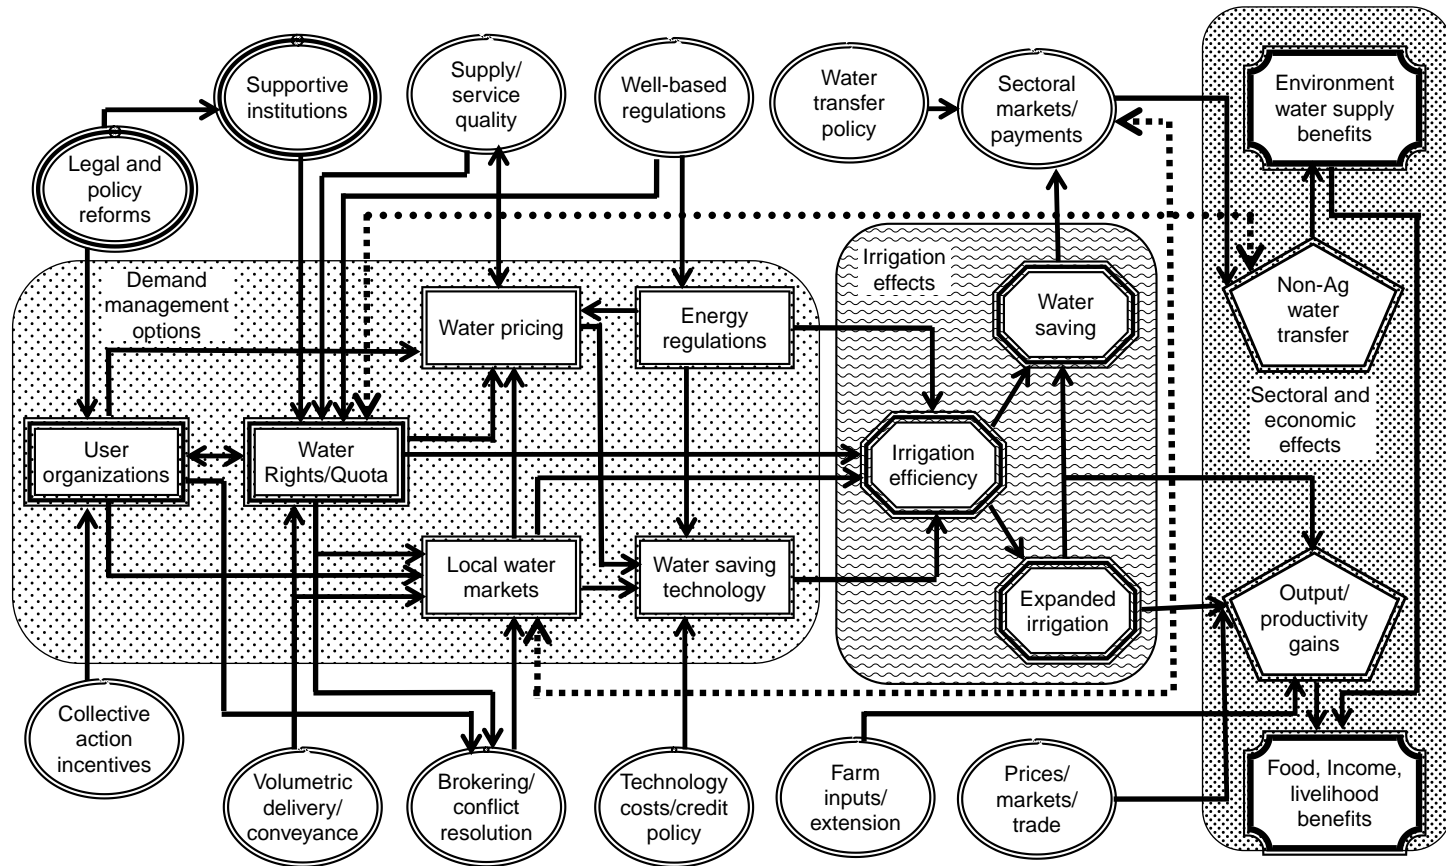 Supportive
institutions
Supply/
service
quality
Well-based
regulations
Water
transfer
policy
Sectoral
markets/
payments
Environment
water supply
benefits
Legal and
policy
reforms
Demand
management
options
Irrigation
effects
Water pricing
Energy
regulations
Water
saving
Non-Ag
water
transfer
Sectoral and
economic
effects
User
organizations
Water
Rights/Quota
Irrigation
efficiency
Local water
markets
Water saving
technology
Expanded
irrigation
Output/
productivity
gains
Collective
action
incentives
Volumetric
delivery/
conveyance
Brokering/
conflict
resolution
Technology
costs/credit
policy
Farm
inputs/
extension
Prices/
markets/
trade
Food, Income,
livelihood
benefits